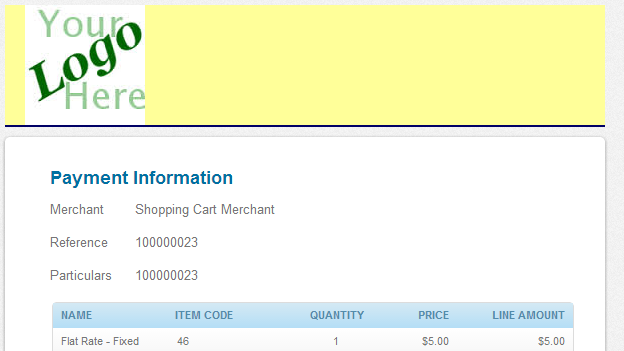 Your
Logo
Here
Payment Information
Merchant Shopping Cart Merchant
Reference 100000023
Particulars 100000023
NAME ITEM CODE QUANTITY PRICE LINE AMOUNT
Flat Rate - Fixed 46 1 $5.00 $5.00